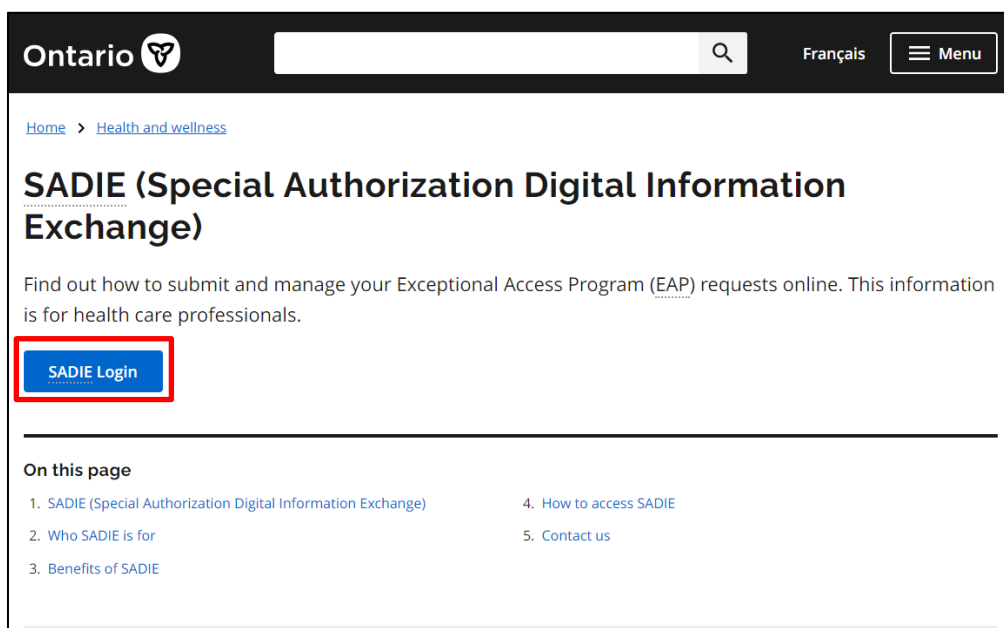 Ontario
Français
Menu
Home > Health and wellness
SADIE (Special Authorization Digital Information
Exchange)
Find out how to submit and manage your Exceptional Access Program (EAP) requests online. This information
is for health care professionals.
SADIE Login
On this page
1. SADIE (Special Authorization Digital Information Exchange)
2. Who SADIE is for
3. Benefits of SADIE
4. How to access SADIE
5. Contact us